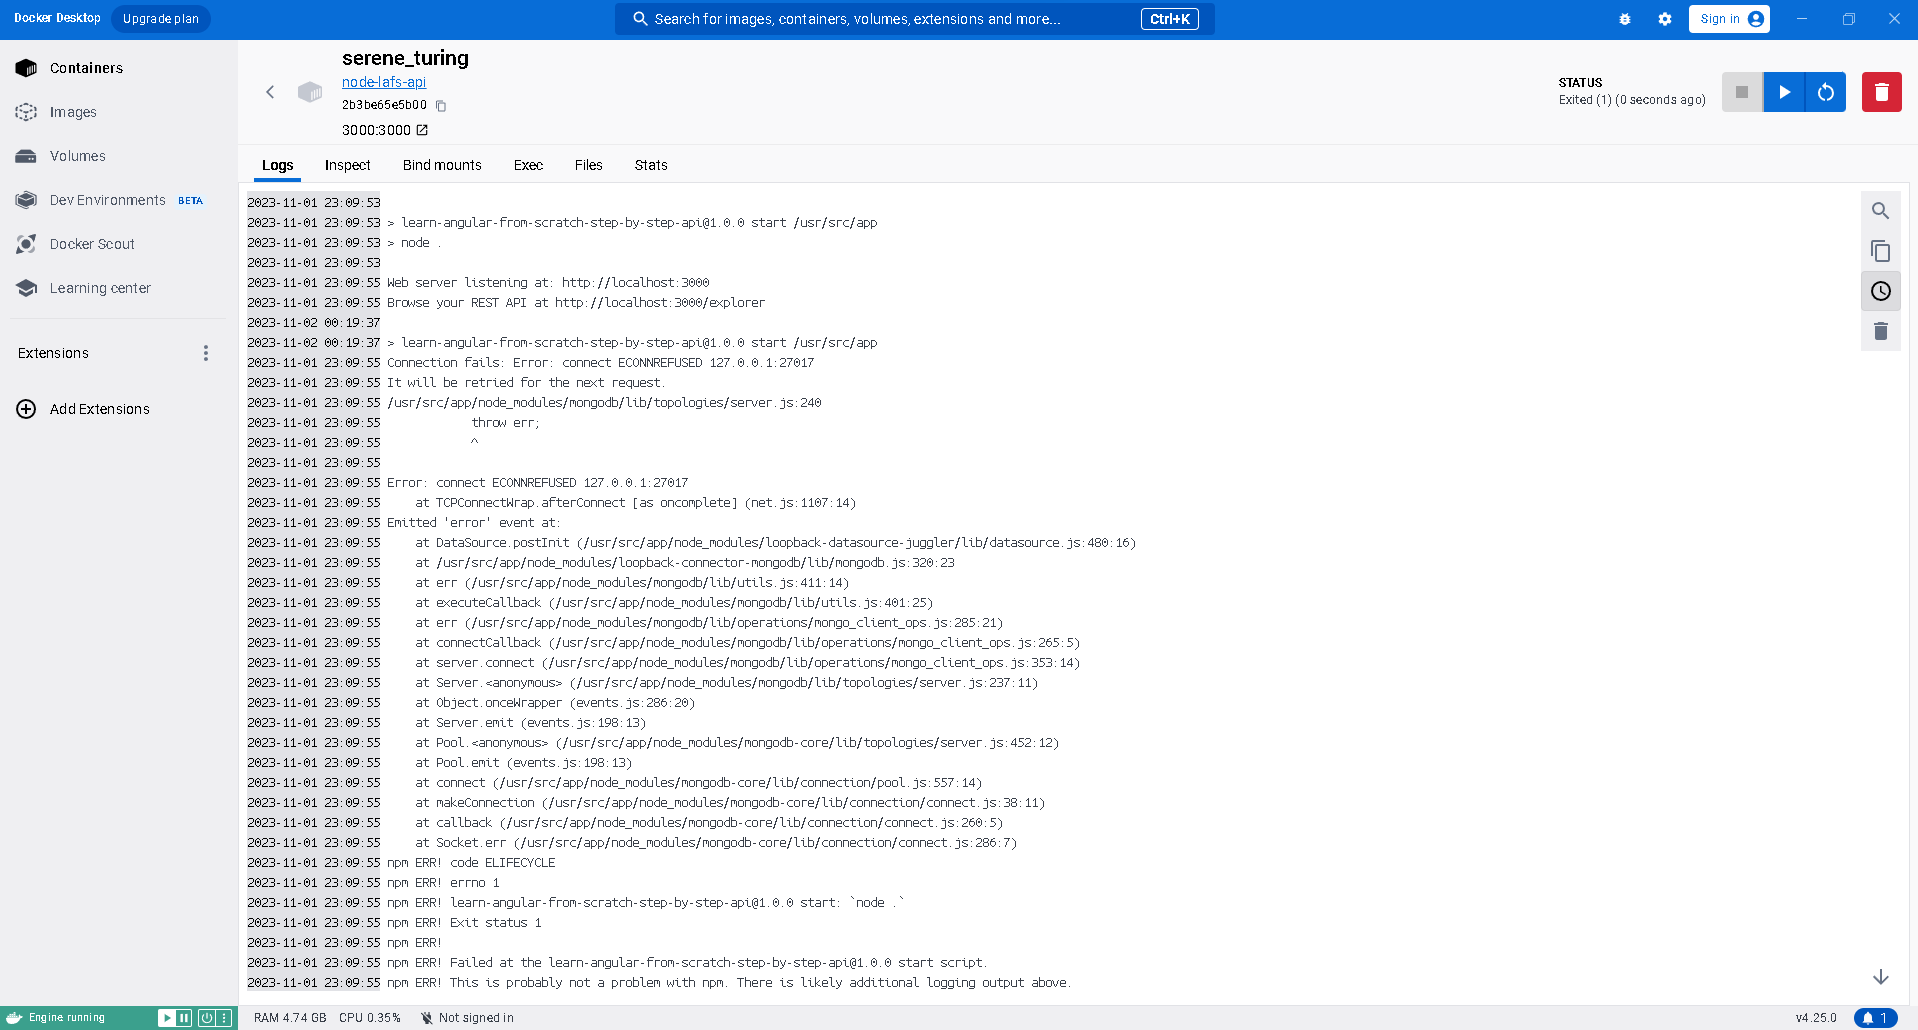 Docker Desktop
Upgrade plan
Search for images, containers, volumes, extensions and more...
Ctrl+K
Sign in
Containers
Images
Volumes
Dev Environments BETA
Docker Scout
Learning center
Extensions
Add Extensions
serene_turing
node-lafs-api
2b3be65e5b00
3000:3000
STATUS
Exited (1) (0 seconds ago)
Logs
Inspect
Bind mounts
Exec
Files
Stats
2023-11-01 23:09:53
2023-11-01 23:09:53 > learn-angular-from-scratch-step-by-step-api@1.0.0 start /usr/src/app
2023-11-01 23:09:53 > node .
2023-11-01 23:09:53
2023-11-01 23:09:55 Web server listening at: http://localhost:3000
2023-11-01 23:09:55 Browse your REST API at http://localhost:3000/explorer
2023-11-02 00:19:37
2023-11-02 00:19:37 > learn-angular-from-scratch-step-by-step-api@1.0.0 start /usr/src/app
2023-11-01 23:09:55 Connection fails: Error: connect ECONNREFUSED 127.0.0.1:27017
2023-11-01 23:09:55 It will be retried for the next request.
2023-11-01 23:09:55 /usr/src/app/node_modules/mongodb/lib/topologies/server.js:240
2023-11-01 23:09:55             throw err;
2023-11-01 23:09:55             ^
2023-11-01 23:09:55
2023-11-01 23:09:55 Error: connect ECONNREFUSED 127.0.0.1:27017
2023-11-01 23:09:55     at TCPConnectWrap.afterConnect [as oncomplete] (net.js:1107:14)
2023-11-01 23:09:55 Emitted 'error' event at:
2023-11-01 23:09:55     at DataSource.postInit (/usr/src/app/node_modules/loopback-datasource-juggler/lib/datasource.js:480:16)
2023-11-01 23:09:55     at /usr/src/app/node_modules/loopback-connector-mongodb/lib/mongodb.js:320:23
2023-11-01 23:09:55     at err (/usr/src/app/node_modules/mongodb/lib/utils.js:411:14)
2023-11-01 23:09:55     at executeCallback (/usr/src/app/node_modules/mongodb/lib/utils.js:401:25)
2023-11-01 23:09:55     at err (/usr/src/app/node_modules/mongodb/lib/operations/mongo_client_ops.js:285:21)
2023-11-01 23:09:55     at connectCallback (/usr/src/app/node_modules/mongodb/lib/operations/mongo_client_ops.js:265:5)
2023-11-01 23:09:55     at server.connect (/usr/src/app/node_modules/mongodb/lib/operations/mongo_client_ops.js:353:14)
2023-11-01 23:09:55     at Server.<anonymous> (/usr/src/app/node_modules/mongodb/lib/topologies/server.js:237:11)
2023-11-01 23:09:55     at Object.onceWrapper (events.js:286:20)
2023-11-01 23:09:55     at Server.emit (events.js:198:13)
2023-11-01 23:09:55     at Pool.<anonymous> (/usr/src/app/node_modules/mongodb-core/lib/topologies/server.js:452:12)
2023-11-01 23:09:55     at Pool.emit (events.js:198:13)
2023-11-01 23:09:55     at connect (/usr/src/app/node_modules/mongodb-core/lib/connection/pool.js:557:14)
2023-11-01 23:09:55     at makeConnection (/usr/src/app/node_modules/mongodb-core/lib/connection/connect.js:38:11)
2023-11-01 23:09:55     at callback (/usr/src/app/node_modules/mongodb-core/lib/connection/connect.js:260:5)
2023-11-01 23:09:55     at Socket.err (/usr/src/app/node_modules/mongodb-core/lib/connection/connect.js:286:7)
2023-11-01 23:09:55 npm ERR! code ELIFECYCLE
2023-11-01 23:09:55 npm ERR! errno 1
2023-11-01 23:09:55 npm ERR! learn-angular-from-scratch-step-by-step-api@1.0.0 start: `node .`
2023-11-01 23:09:55 npm ERR! Exit status 1
2023-11-01 23:09:55 npm ERR!
2023-11-01 23:09:55 npm ERR! Failed at the learn-angular-from-scratch-step-by-step-api@1.0.0 start script.
2023-11-01 23:09:55 npm ERR! This is probably not a problem with npm. There is likely additional logging output above.
Engine running
RAM 4.74 GB
CPU 0.35%
Not signed in
v4.25.0
1